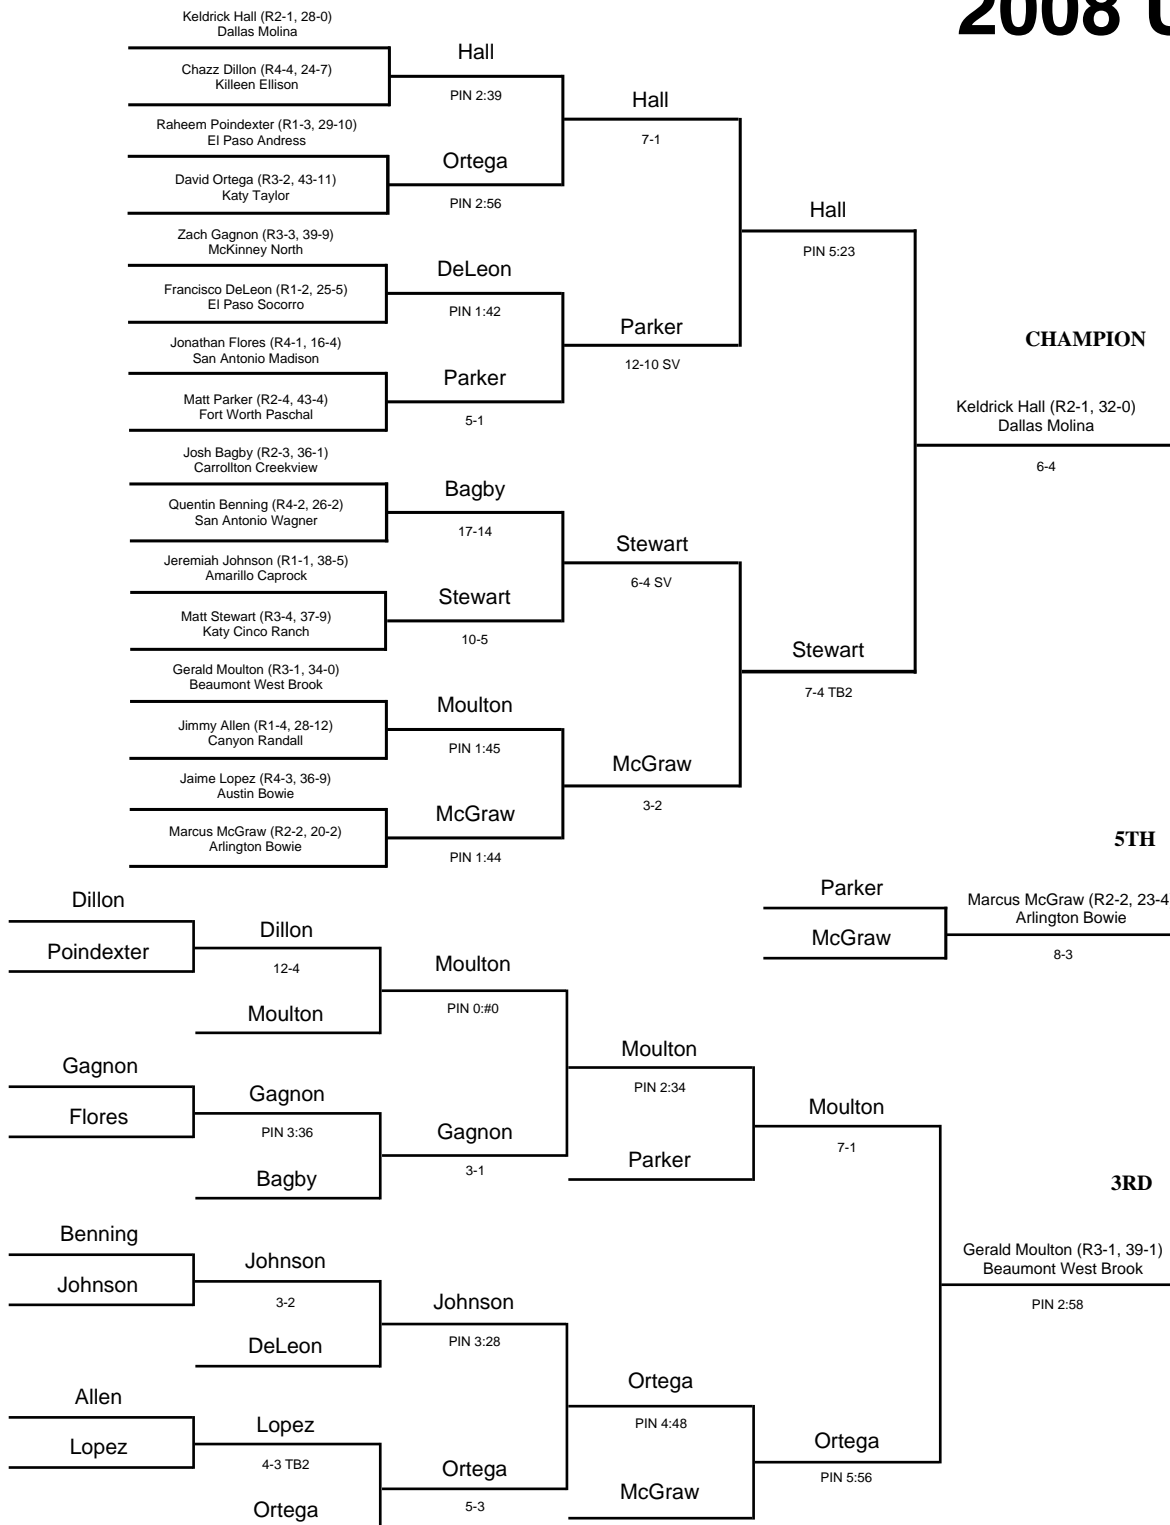 2008 U
Keldrick Hall (R2-1, 28-0)
Dallas Molina
Chazz Dillon (R4-4, 24-7)
Killeen Ellison
Hall
PIN 2:39
Raheem Poindexter (R1-3, 29-10)
El Paso Andress
David Ortega (R3-2, 43-11)
Katy Taylor
Ortega
PIN 2:56
Hall
7-1
Zach Gagnon (R3-3, 39-9)
McKinney North
Francisco DeLeon (R1-2, 25-5)
El Paso Socorro
DeLeon
PIN 1:42
Jonathan Flores (R4-1, 16-4)
San Antonio Madison
Matt Parker (R2-4, 43-4)
Fort Worth Paschal
Parker
5-1
Parker
12-10 SV
Hall
PIN 5:23
Josh Bagby (R2-3, 36-1)
Carrollton Creekview
Quentin Benning (R4-2, 26-2)
San Antonio Wagner
Bagby
17-14
Jeremiah Johnson (R1-1, 38-5)
Amarillo Caprock
Matt Stewart (R3-4, 37-9)
Katy Cinco Ranch
Stewart
10-5
Stewart
6-4 SV
Gerald Moulton (R3-1, 34-0)
Beaumont West Brook
Jimmy Allen (R1-4, 28-12)
Canyon Randall
Moulton
PIN 1:45
Jaime Lopez (R4-3, 36-9)
Austin Bowie
Marcus McGraw (R2-2, 20-2)
Arlington Bowie
McGraw
PIN 1:44
McGraw
3-2
Stewart
7-4 TB2
CHAMPION
Keldrick Hall (R2-1, 32-0)
Dallas Molina
6-4
5TH
Parker
McGraw
Marcus McGraw (R2-2, 23-4
Arlington Bowie
8-3
Dillon
Poindexter
Dillon
12-4
Moulton
Moulton
PIN 0:#0
Gagnon
Flores
Gagnon
PIN 3:36
Bagby
Gagnon
3-1
Moulton
PIN 2:34
Parker
Moulton
7-1
Benning
Johnson
Johnson
3-2
DeLeon
Johnson
PIN 3:28
Allen
Lopez
Lopez
4-3 TB2
Ortega
Ortega
5-3
Ortega
PIN 4:48
McGraw
Ortega
PIN 5:56
3RD
Gerald Moulton (R3-1, 39-1)
Beaumont West Brook
PIN 2:58